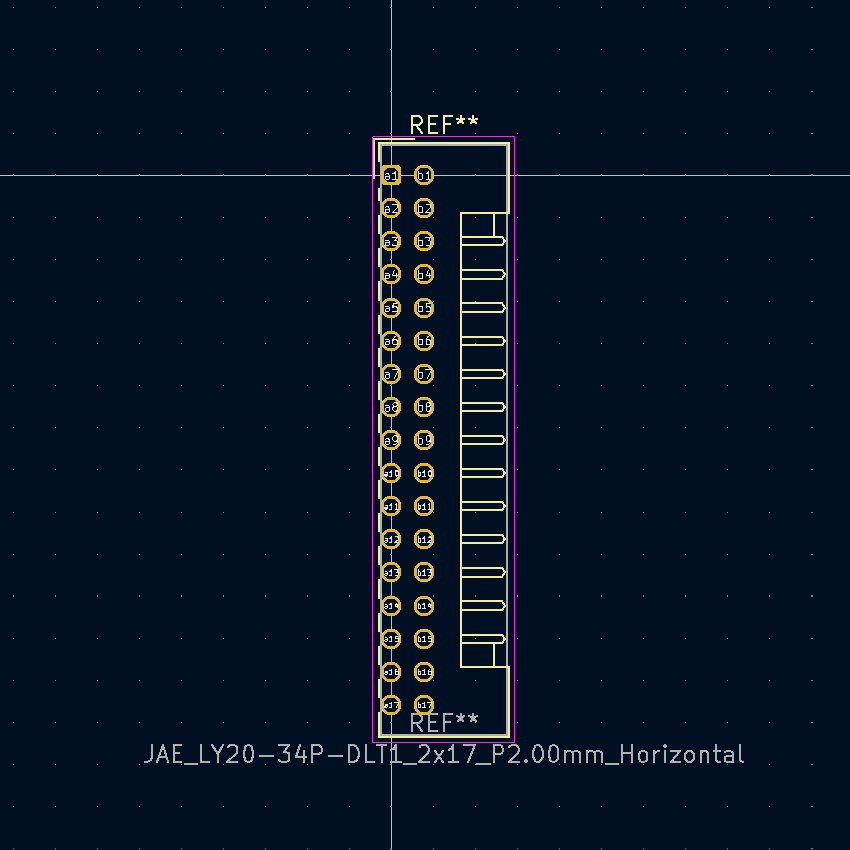 REF**
a1 b1
a2 b2
a3 b3
a4 b4
a5 b5
a6 b6
a7 b7
a8 b8
a9 b9
a10 b10
a11 b11
a12 b12
a13 b13
a14 b14
a15 b15
a16 b16
a17 b17
REF**
JAE_LY20-34P-DLT1_2x17_P2.00mm_Horizontal